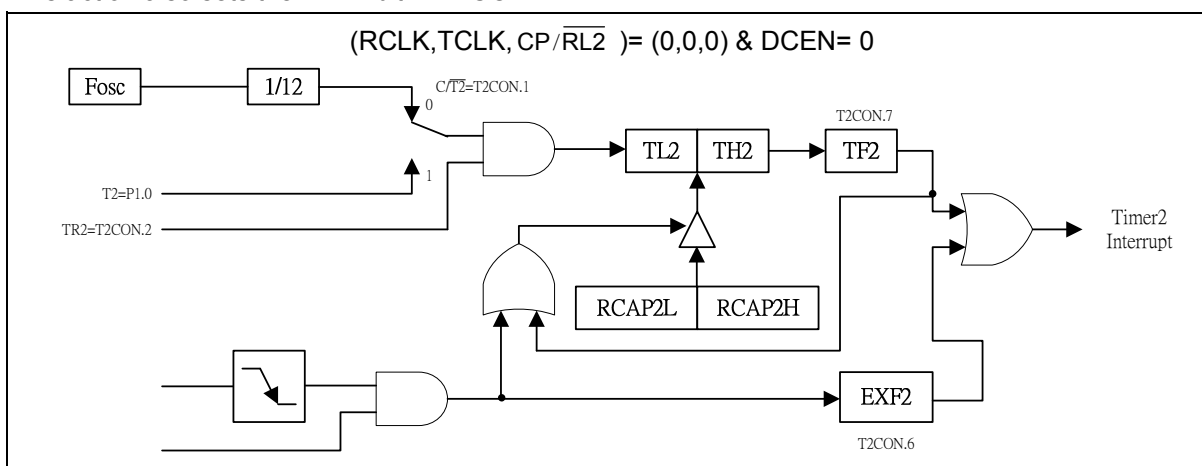 (RCLK,TCLK, CP/RL2 )= (0,0,0) & DCEN= 0
Fosc
1/12
C/T2=T2CON.1
0
1
T2=P1.0
TR2=T2CON.2
TL2
TH2
T2CON.7
TF2
Timer2
Interrupt
RCAP2L
RCAP2H
EXF2
T2CON.6